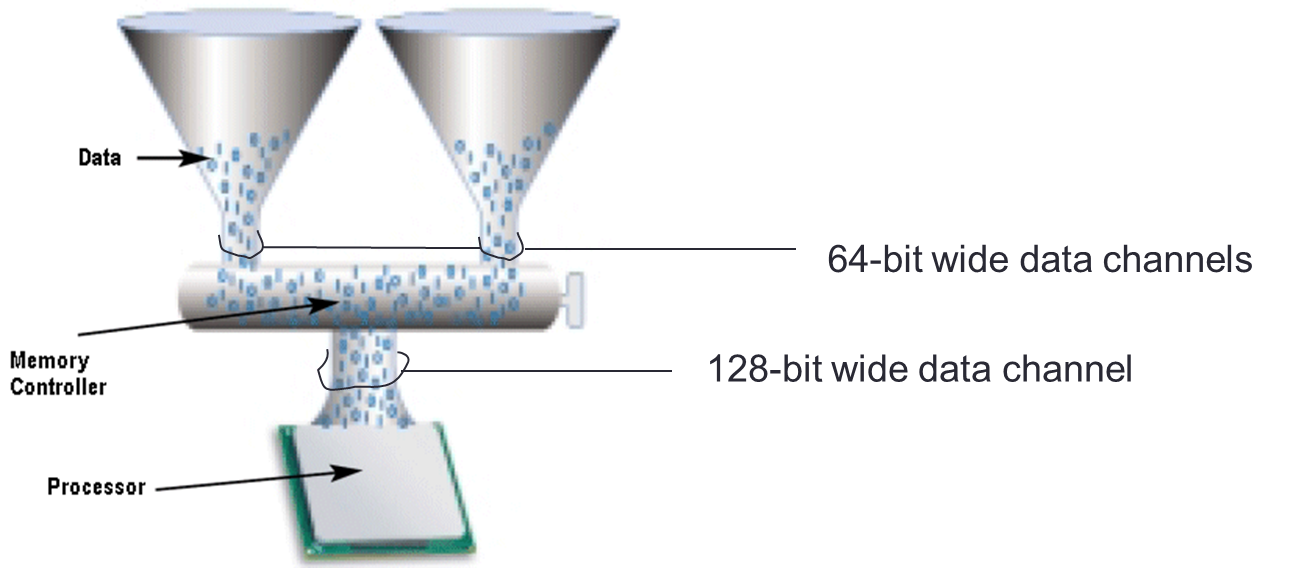 Data
64-bit wide data channels
Memory
Controller
128-bit wide data channel
Processor